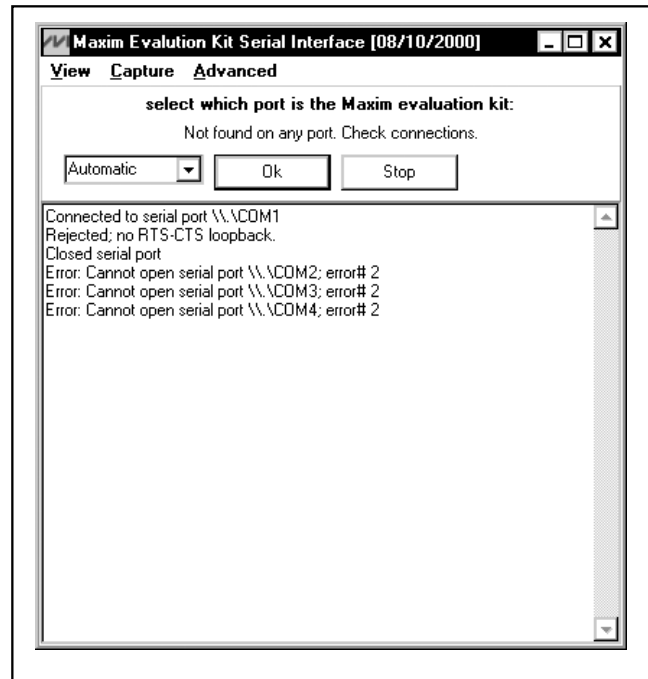 Maxim Evalution Kit Serial Interface [08/10/2000]
View Capture Advanced
select which port is the Maxim evaluation kit:
Not found on any port. Check connections.
Automatic Ok Stop
Connected to serial port \\.\COM1
Rejected; no RTS-CTS loopback.
Closed serial port
Error: Cannot open serial port \\.\COM2; error# 2
Error: Cannot open serial port \\.\COM3; error# 2
Error: Cannot open serial port \\.\COM4; error# 2